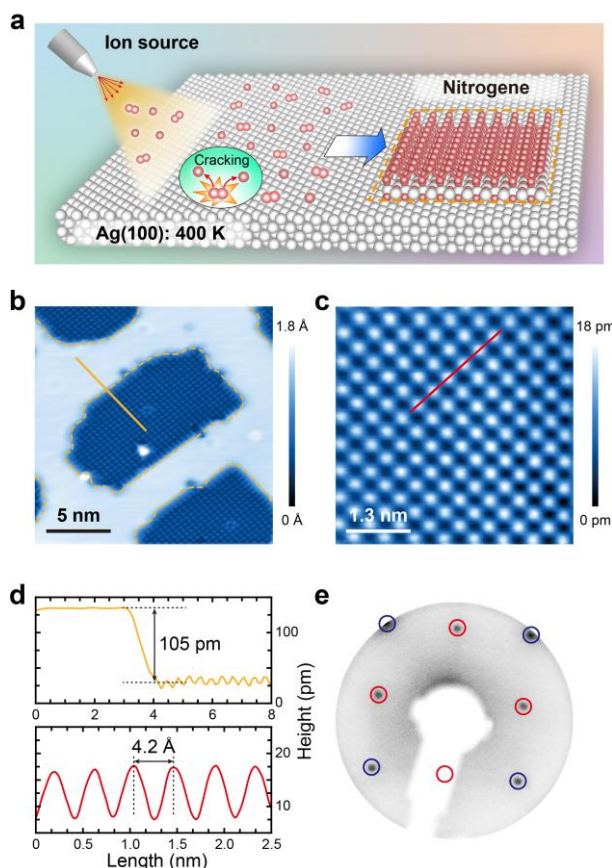 a
Ion source
Nitrogene
Cracking
Ag(100): 400 K
b
1.8 Å
0 Å
5 nm
c
18 pm
0 pm
1.3 nm
d
105 pm
100
0
0 2 4 6 8
4.2 Å
20
10
0 0.5 1.0 1.5 2.0 2.5
Length (nm)
Height (pm)
e